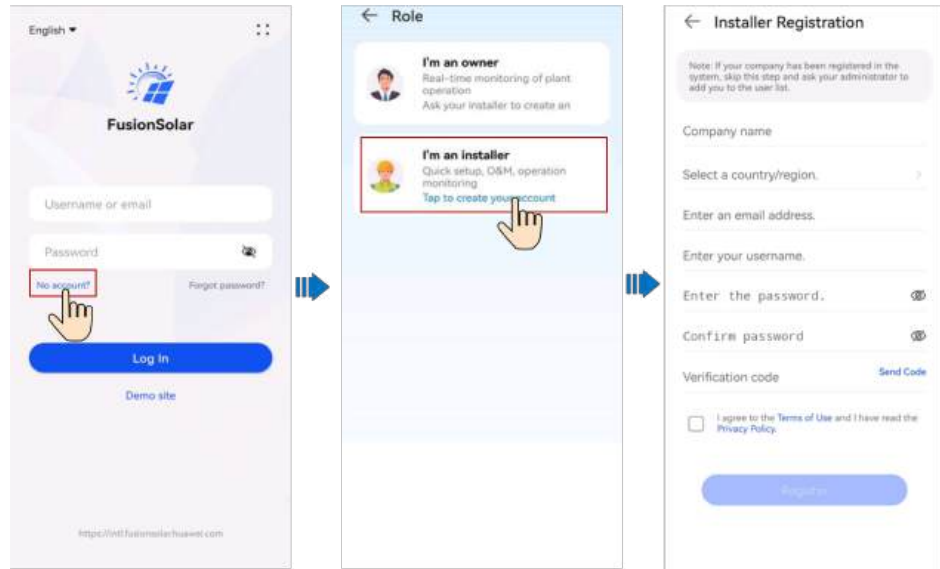 English
FusionSolar
Username or email
Password
No account?
Forgot password?
Log In
Demo site
https://intl.fusionsolar.huawei.com
Role
I'm an owner
Real-time monitoring of plant
operation
Ask your installer to create an
I'm an installer
Quick setup, O&M, operation
monitoring
Tap to create your account
Installer Registration
Note: If your company has been registered in the
system, skip this step and ask your administrator to
add you to the user list.
Company name
Select a country/region.
Enter an email address.
Enter your username.
Enter the password.
Confirm password
Verification code
Send Code
I agree to the Terms of Use and I have read the
Privacy Policy.
Register